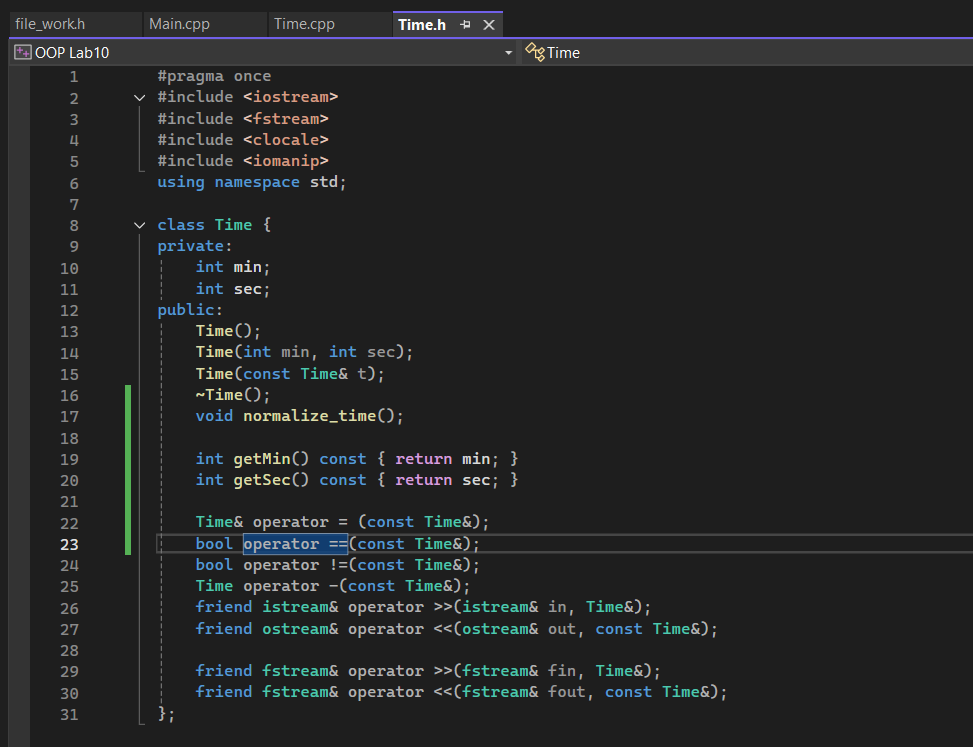 file_work.h Main.cpp Time.cpp Time.h
OOP Lab10 Time
1 #pragma once
2 #include <iostream>
3 #include <fstream>
4 #include <clocale>
5 #include <iomanip>
6 using namespace std;
7
8 class Time {
9 private:
10 int min;
11 int sec;
12 public:
13 Time();
14 Time(int min, int sec);
15 Time(const Time& t);
16 ~Time();
17 void normalize_time();
18
19 int getMin() const { return min; }
20 int getSec() const { return sec; }
21
22 Time& operator = (const Time&);
23 bool operator ==(const Time&);
24 bool operator !=(const Time&);
25 Time operator -(const Time&);
26 friend istream& operator >>(istream& in, Time&);
27 friend ostream& operator <<(ostream& out, const Time&);
28
29 friend fstream& operator >>(fstream& fin, Time&);
30 friend fstream& operator <<(fstream& fout, const Time&);
31 };